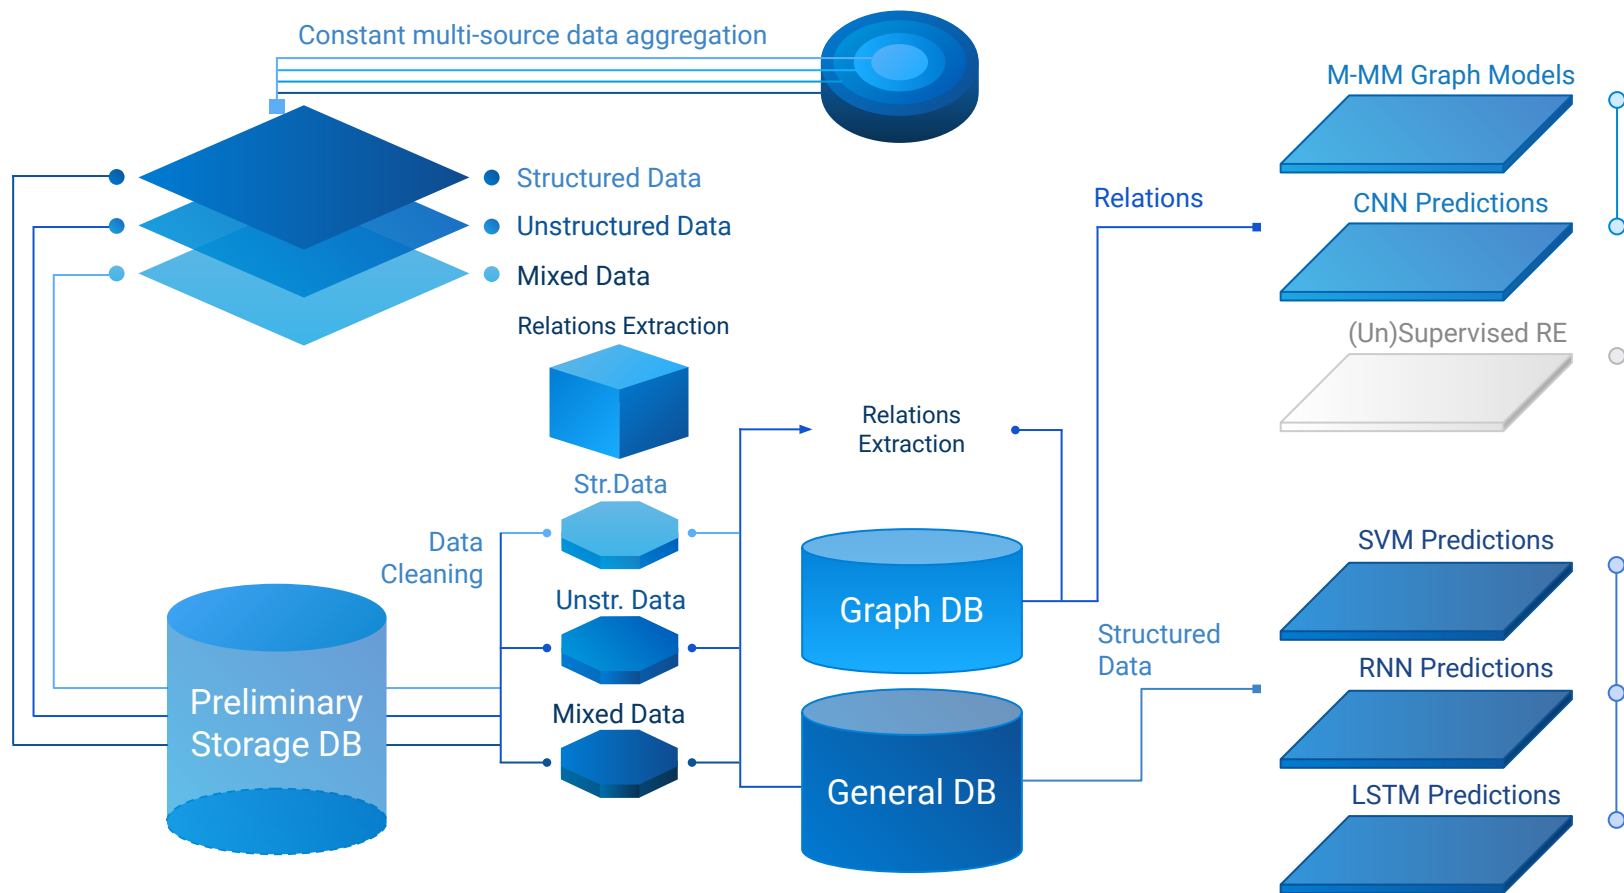 Constant multi-source data aggregation
Structured Data
Unstructured Data
Mixed Data
Relations Extraction
Str.Data
Data
Cleaning
Unstr. Data
Mixed Data
Preliminary
Storage DB
Relations
Extraction
Graph DB
General DB
Relations
Structured
Data
M-MM Graph Models
CNN Predictions
(Un)Supervised RE
SVM Predictions
RNN Predictions
LSTM Predictions